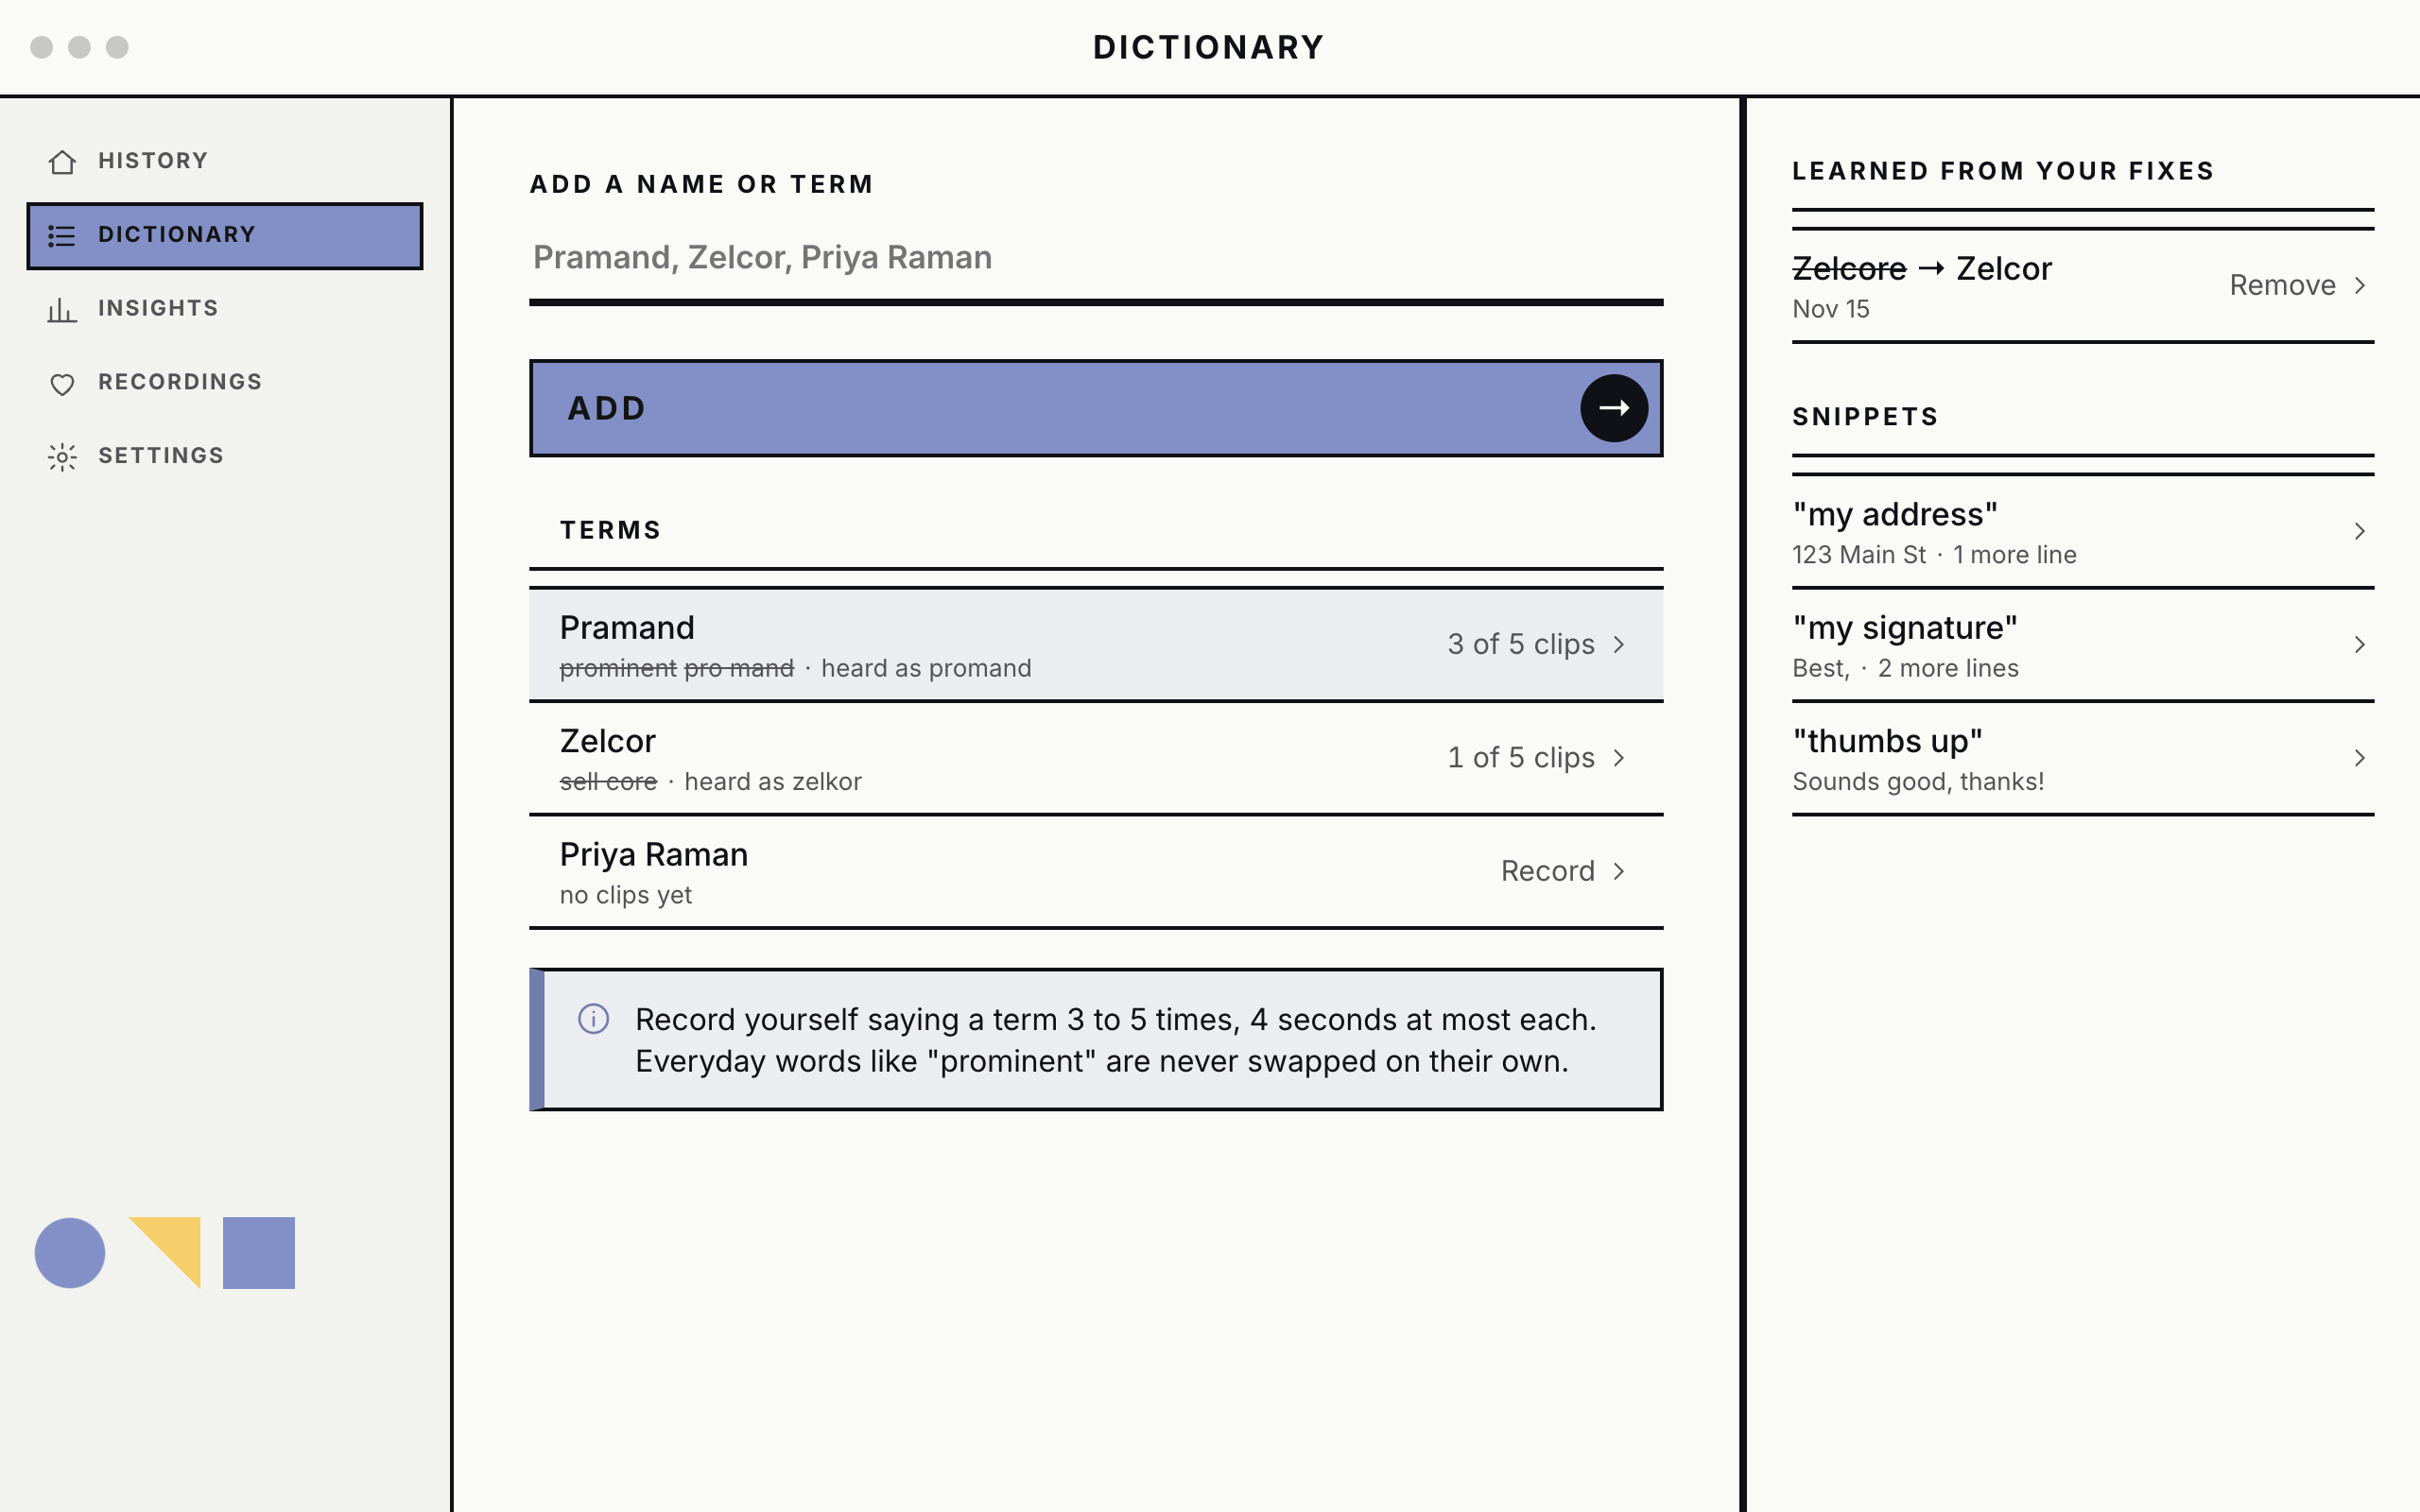 DICTIONARY
HISTORY
DICTIONARY
INSIGHTS
RECORDINGS
SETTINGS
ADD A NAME OR TERM
Pramand, Zelcor, Priya Raman
ADD →
TERMS
Pramand
prominent pro mand · heard as promand
3 of 5 clips
Zelcor
sell core · heard as zelkor
1 of 5 clips
Priya Raman
no clips yet
Record
Record yourself saying a term 3 to 5 times, 4 seconds at most each.
Everyday words like "prominent" are never swapped on their own.
LEARNED FROM YOUR FIXES
Zelcore → Zelcor
Nov 15
Remove
SNIPPETS
"my address"
123 Main St · 1 more line
"my signature"
Best, · 2 more lines
"thumbs up"
Sounds good, thanks!